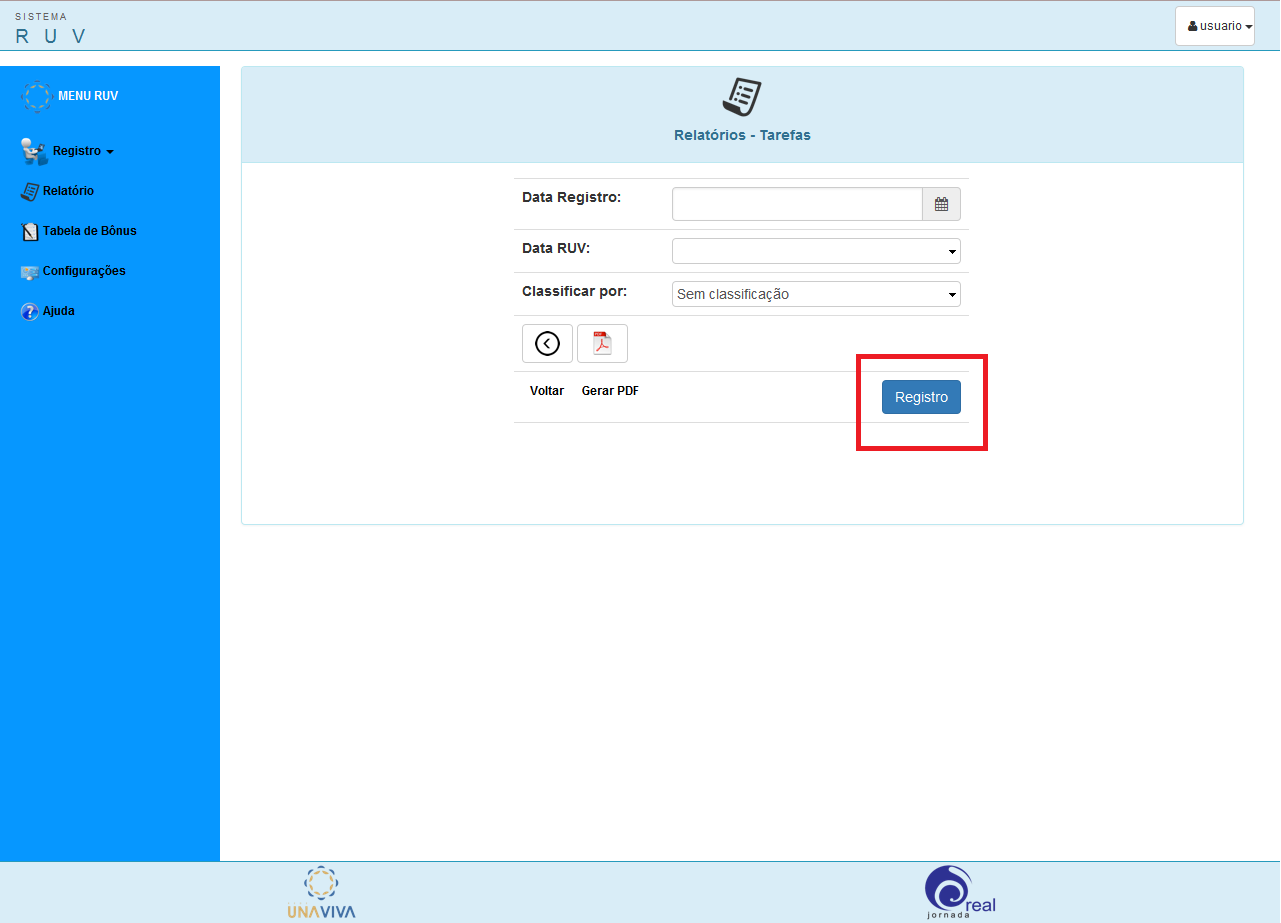 SISTEMA
R U V
usuario
MENU RUV
Registro
Relatório
Tabela de Bônus
Configurações
Ajuda
Relatórios - Tarefas
Data Registro:
Data RUV:
Classificar por: Sem classificação
Voltar Gerar PDF
Registro
UNAVIVA
real
jornada